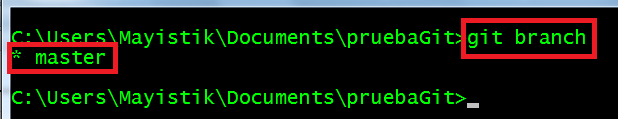 C:\Users\Mayistik\Documents\pruebaGit>git branch
* master
C:\Users\Mayistik\Documents\pruebaGit>_